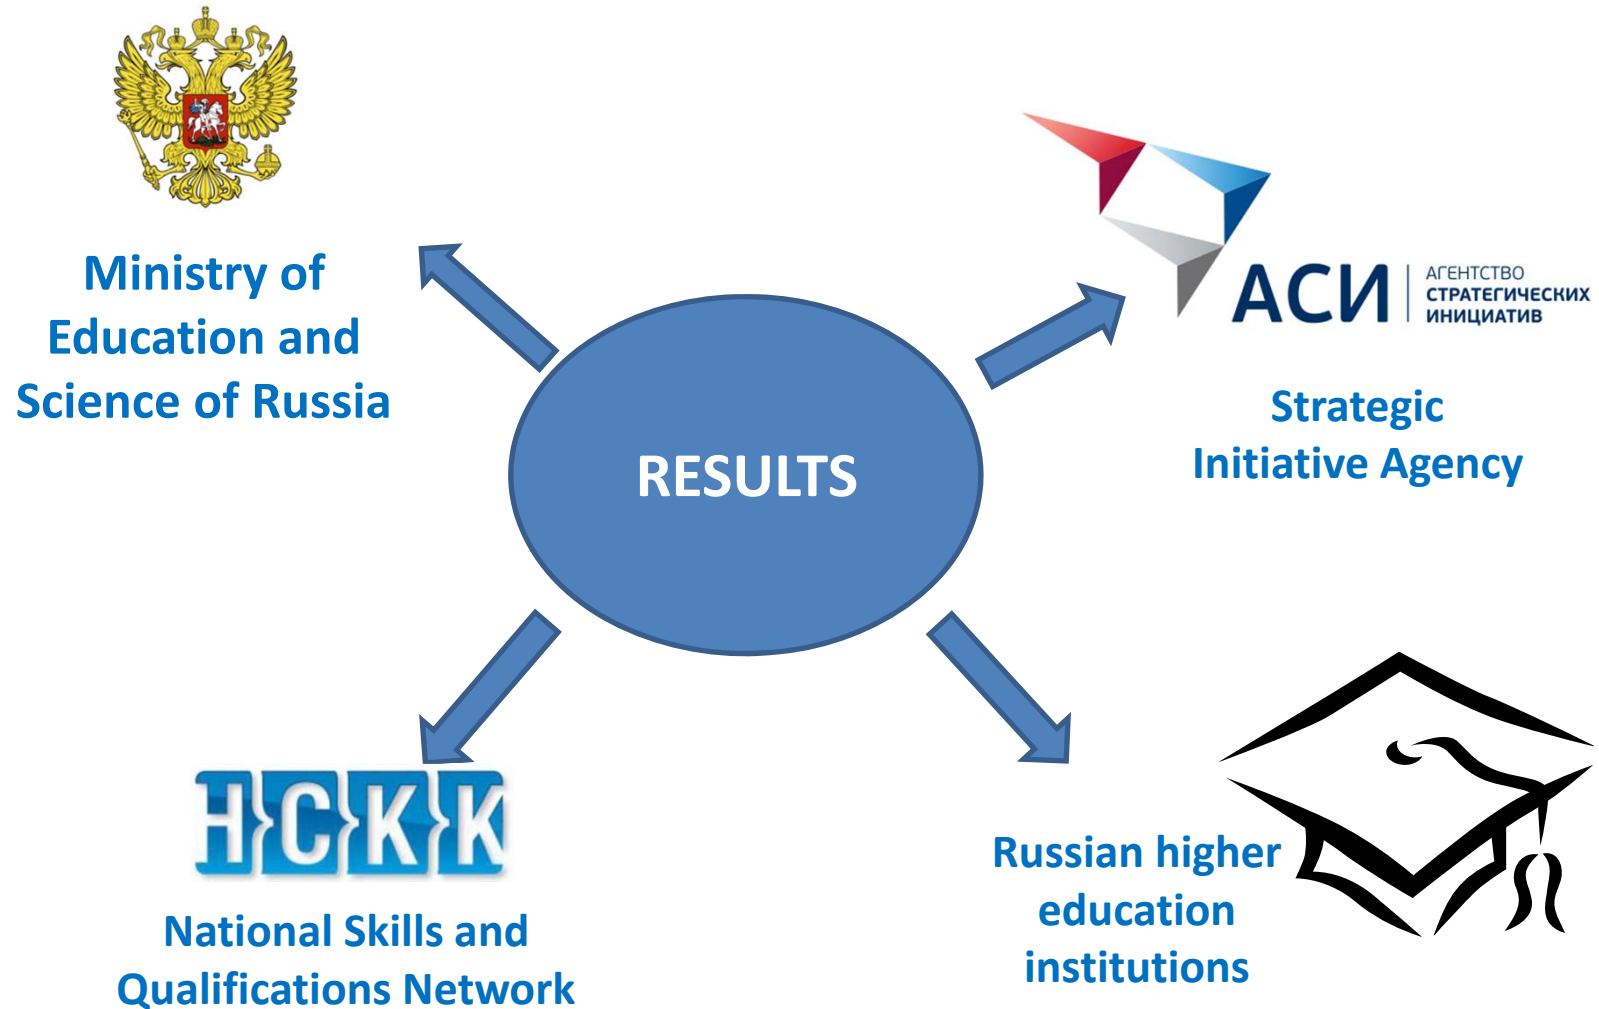 Ministry of
Education and
Science of Russia
АСИ
АГЕНТСТВО
СТРАТЕГИЧЕСКИХ
ИНИЦИАТИВ
Strategic
Initiative Agency
RESULTS
НСКК
National Skills and
Qualifications Network
Russian higher
education
institutions